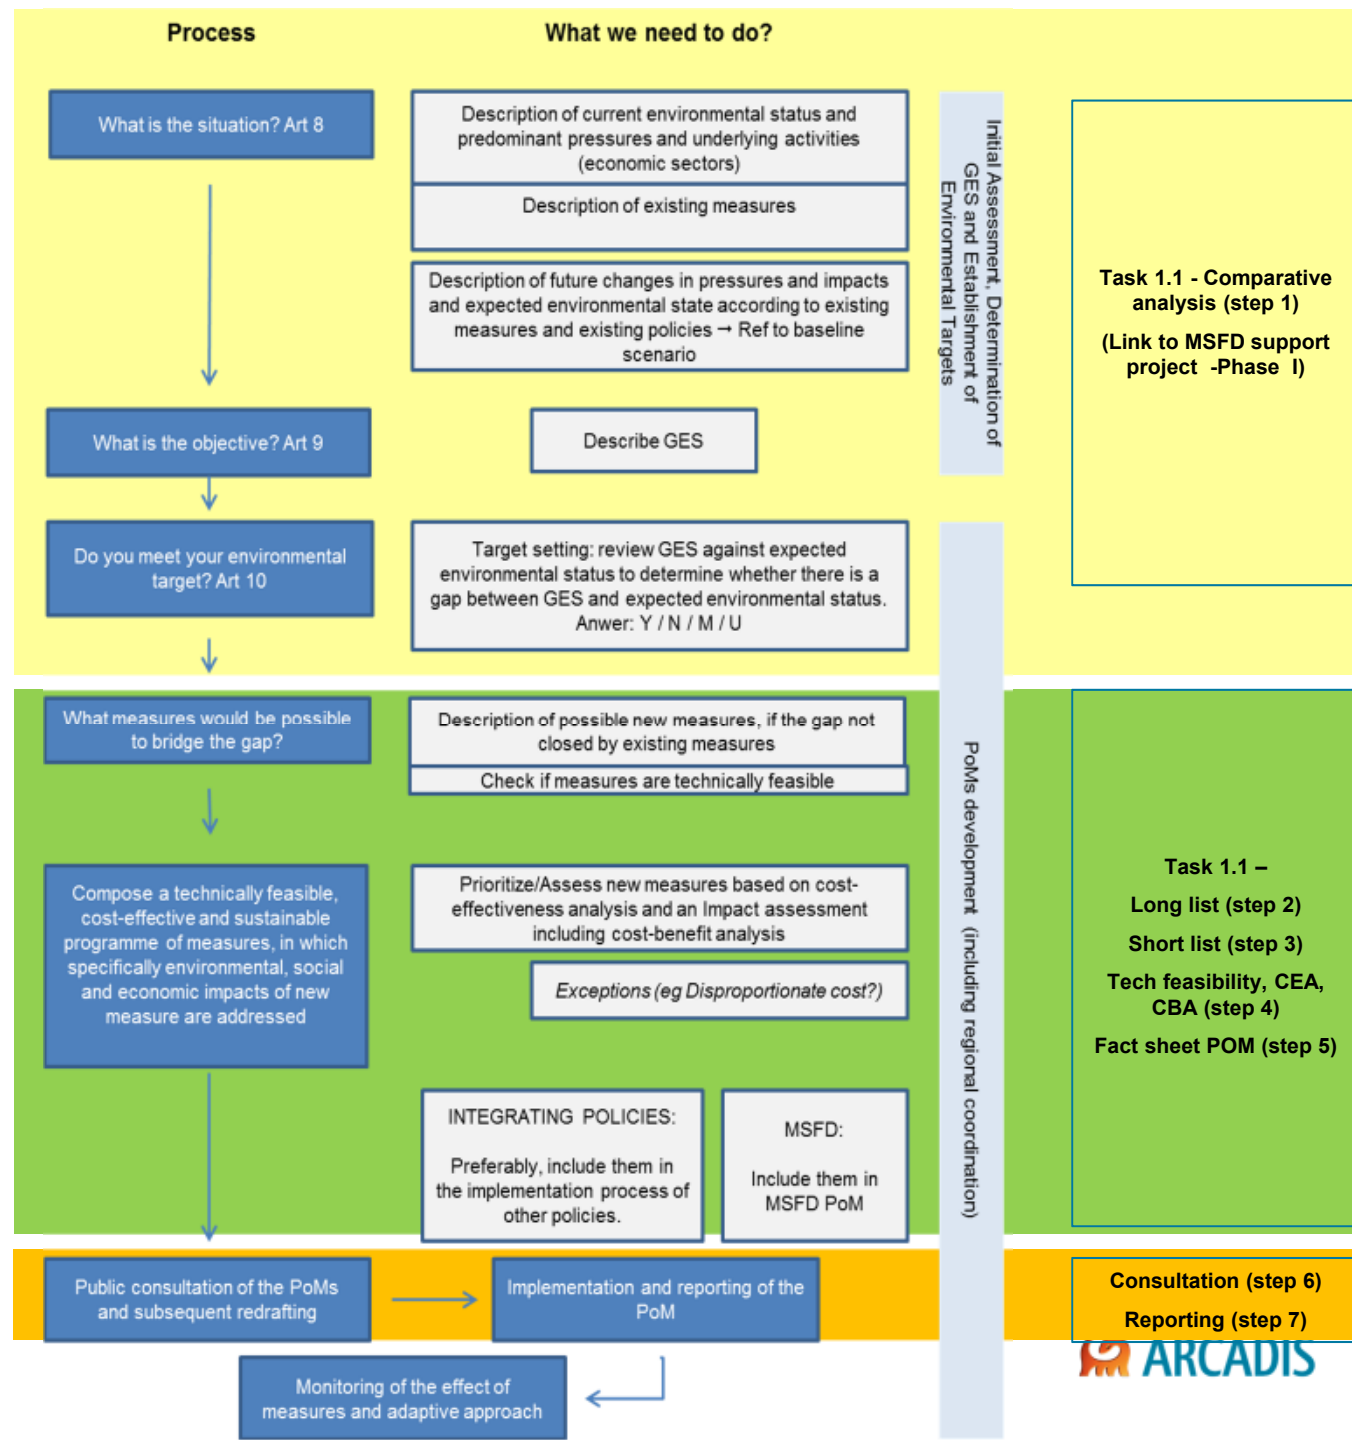 Process
What we need to do?
What is the situation? Art 8
Description of current environmental status and
predominant pressures and underlying activities
(economic sectors)
Description of existing measures
Description of future changes in pressures and impacts
and expected environmental state according to existing
measures and existing policies → Ref to baseline
scenario
Initial Assessment, Determination of
GES and Establishment of
Environmental Targets
Task 1.1 - Comparative
analysis (step 1)
(Link to MSFD support
project -Phase I)
What is the objective? Art 9
Describe GES
Do you meet your environmental
target? Art 10
Target setting: review GES against expected
environmental status to determine whether there is a
gap between GES and expected environmental status.
Anwer: Y / N / M / U
What measures would be possible
to bridge the gap?
Description of possible new measures, if the gap not
closed by existing measures
Check if measures are technically feasible
PoMs development (including regional coordination)
Compose a technically feasible,
cost-effective and sustainable
programme of measures, in which
specifically environmental, social
and economic impacts of new
measure are addressed
Prioritize/Assess new measures based on cost-
effectiveness analysis and an Impact assessment
including cost-benefit analysis
Exceptions (eg Disproportionate cost?)
Task 1.1 –
Long list (step 2)
Short list (step 3)
Tech feasibility, CEA,
CBA (step 4)
Fact sheet POM (step 5)
INTEGRATING POLICIES:
Preferably, include them in
the implementation process of
other policies.
MSFD:
Include them in
MSFD PoM
Public consultation of the PoMs
and subsequent redrafting
Implementation and reporting of the
PoM
Consultation (step 6)
Reporting (step 7)
ARCADIS
Monitoring of the effect of
measures and adaptive approach